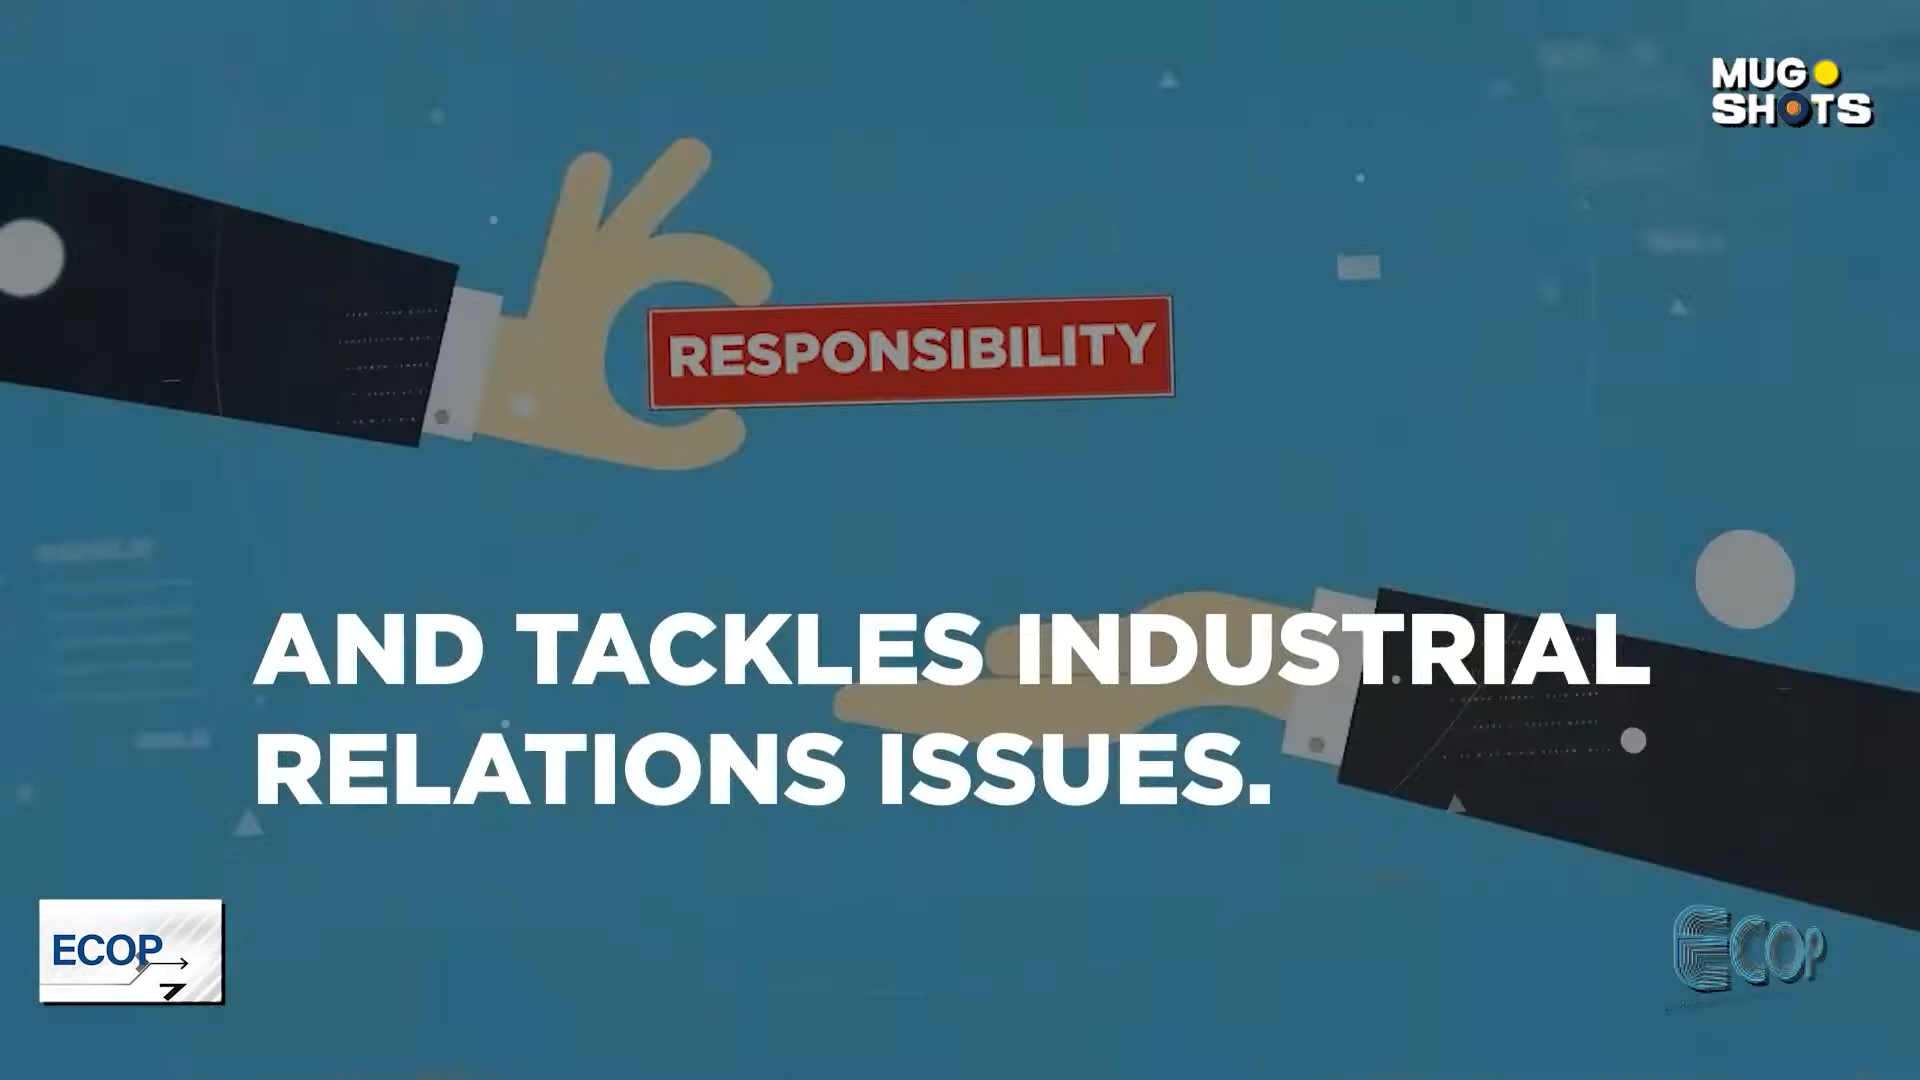 MUG
SHOTS
RESPONSIBILITY
AND TACKLES INDUSTRIAL
RELATIONS ISSUES.
ECOP
ECOP